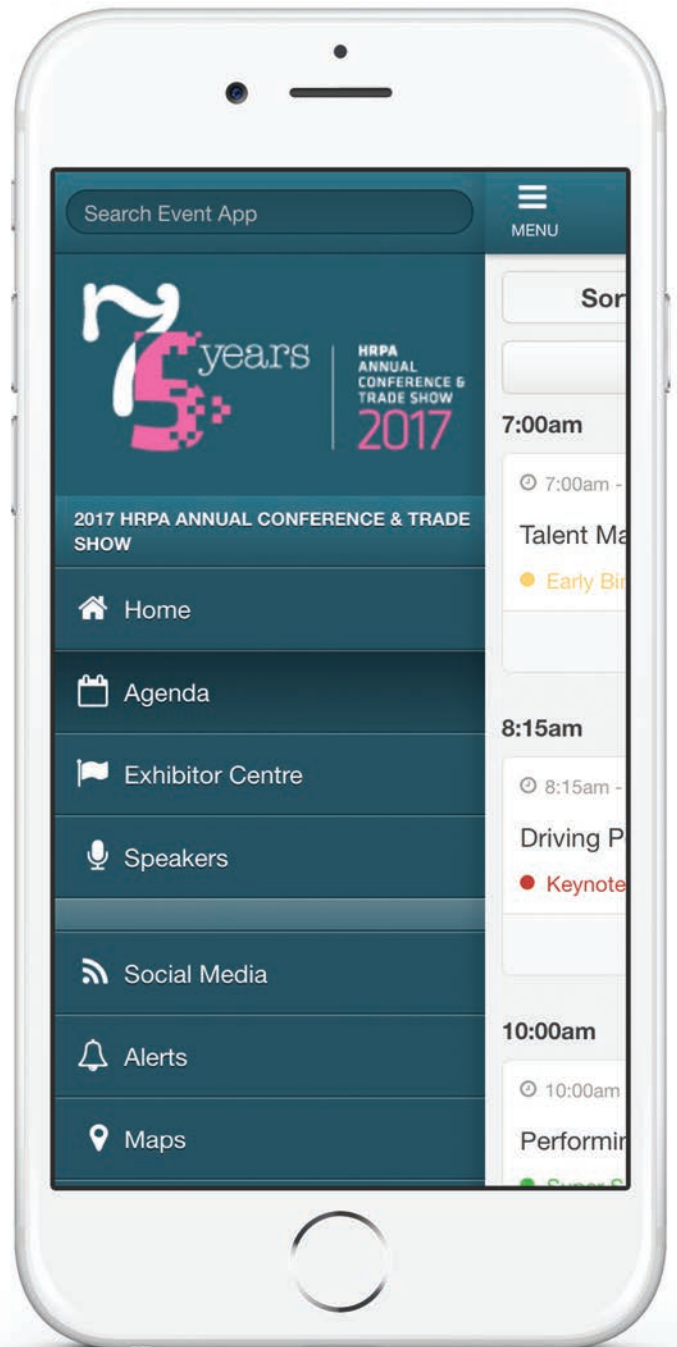 Search Event App
75 years
HRPA
ANNUAL
CONFERENCE &
TRADE SHOW
2017
2017 HRPA ANNUAL CONFERENCE & TRADE
SHOW
Home
Agenda
Exhibitor Centre
Speakers
Social Media
Alerts
Maps
MENU
Sor
7:00am
7:00am -
Talent Ma
Early Bir
8:15am
8:15am -
Driving P
Keynote
10:00am
10:00am
Performin